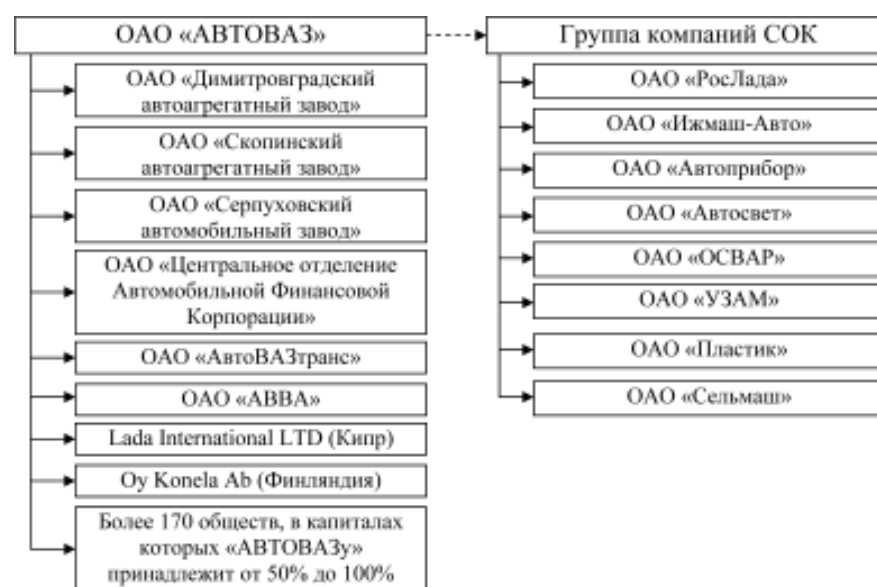 ОАО «АВТОВАЗ»
ОАО «Димитровградский
автоагрегатный завод»
ОАО «Скопинский
автоагрегатный завод»
ОАО «Серпуховский
автомобильный завод»
ОАО «Центральное отделение
Автомобильной Финансовой
Корпорации»
ОАО «АвтоВАЗтранс»
ОАО «АВВА»
Lada International LTD (Кипр)
Oy Konela Ab (Финляндия)
Более 170 обществ, в капиталах
которых «АВТОВАЗу»
принадлежит от 50% до 100%
Группа компаний СОК
ОАО «РосЛада»
ОАО «Ижмаш-Авто»
ОАО «Автоприбор»
ОАО «Автосвет»
ОАО «ОСВАР»
ОАО «УЗАМ»
ОАО «Пластик»
ОАО «Сельмаш»